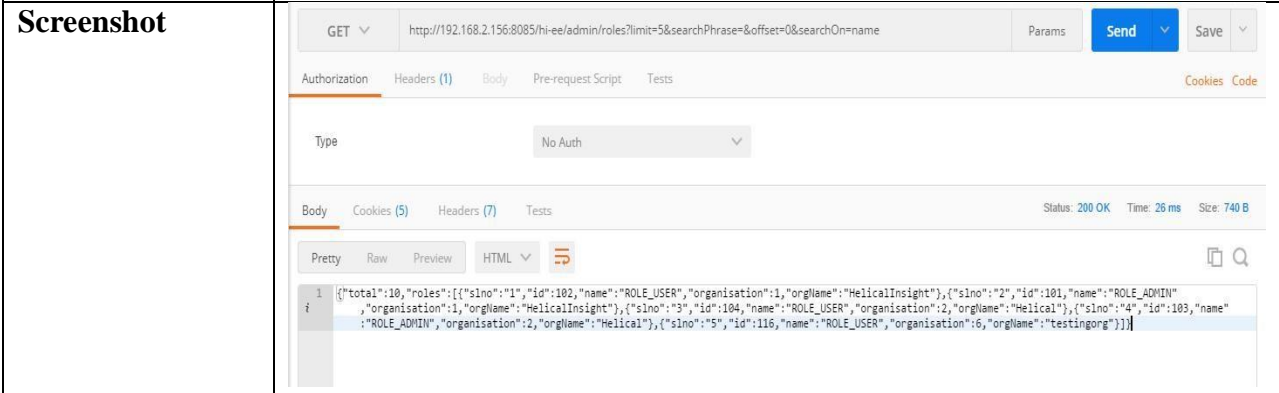 Screenshot
GET http://192.168.2.156:8085/hi-ee/admin/roles?limit=5&searchPhrase=&offset=0&searchOn=name Params Send Save
Authorization Headers (1) Body Pre-request Script Tests Cookies Code
Type No Auth
Body Cookies (5) Headers (7) Tests Status: 200 OK Time: 26 ms Size: 740 B
Pretty Raw Preview HTML
1 {"total":10,"roles":[{"slno":"1","id":102,"name":"ROLE_USER","organisation":1,"orgName":"HelicalInsight"},{"slno":"2","id":101,"name":"ROLE_ADMIN"
i ,"organisation":1,"orgName":"HelicalInsight"},{"slno":"3","id":104,"name":"ROLE_USER","organisation":2,"orgName":"Helical"},{"slno":"4","id":103,"name"
:"ROLE_ADMIN","organisation":2,"orgName":"Helical"},{"slno":"5","id":116,"name":"ROLE_USER","organisation":6,"orgName":"testingorg"}]}